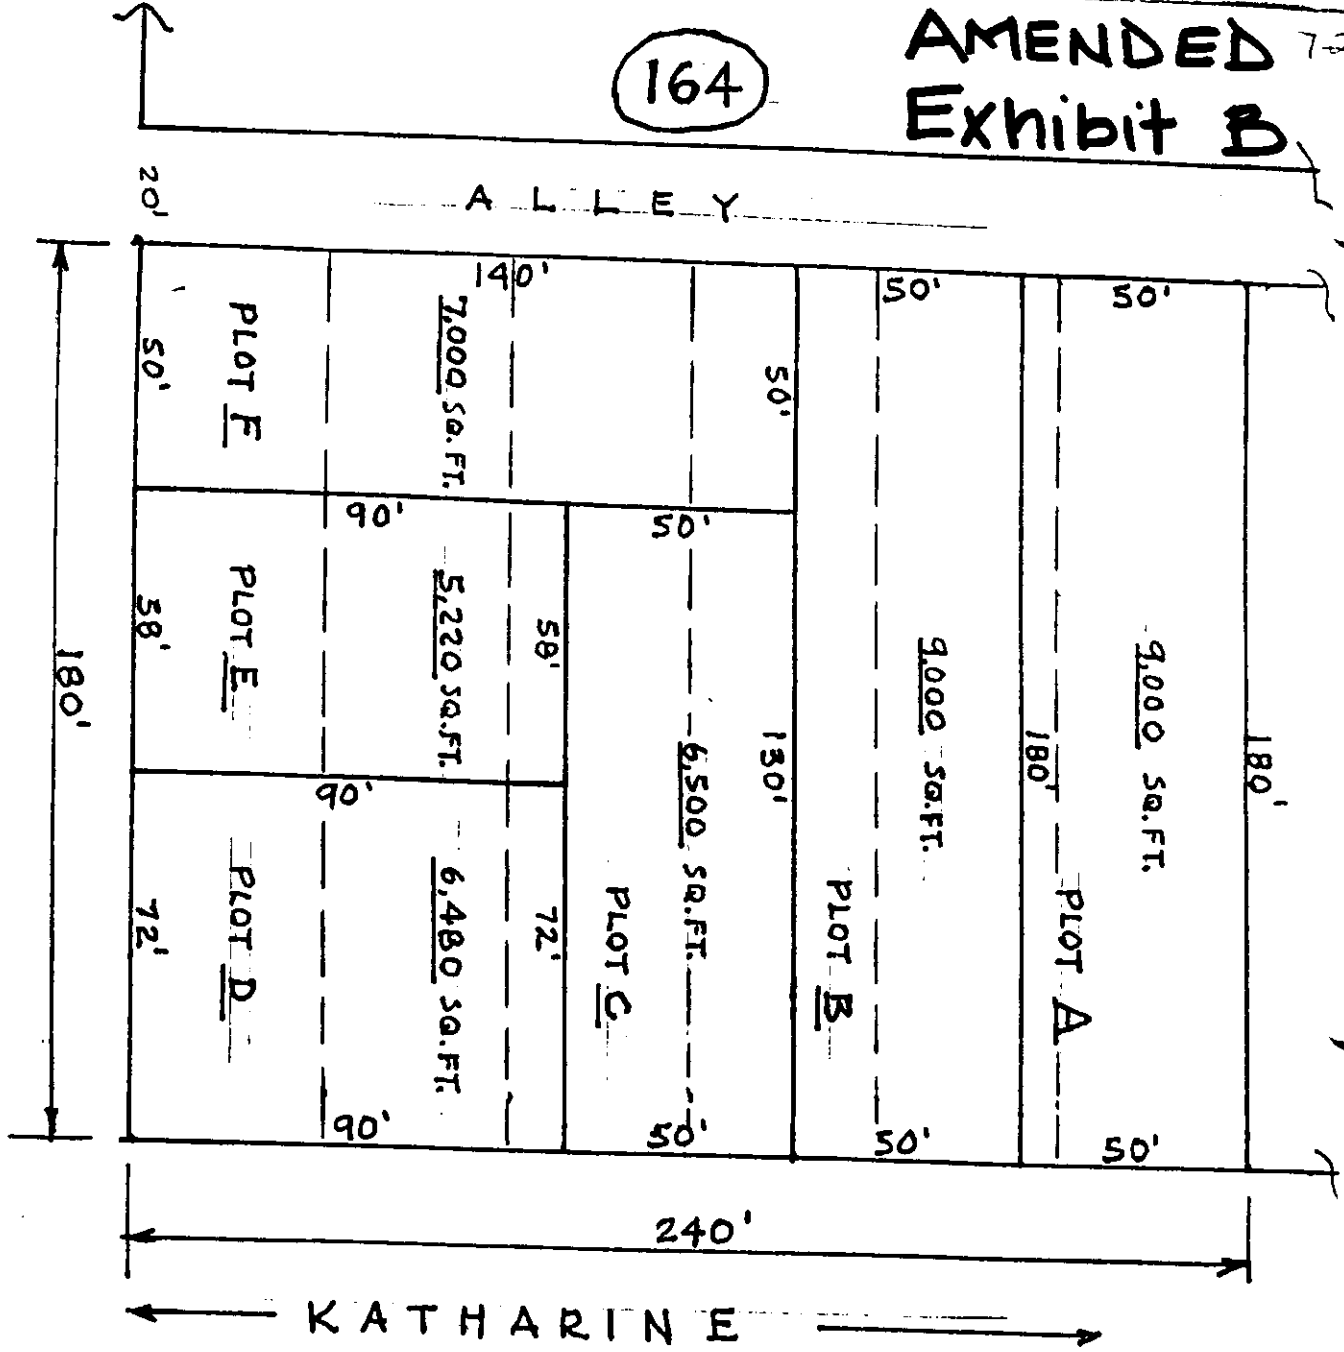 AMENDED
Exhibit B
164
20'
ALLEY
140'
50'
50'
50'
PLOT F
7,000 SQ. FT.
50'
90'
50'
58'
PLOT E
5,220 SQ. FT.
58'
180'
90'
72'
PLOT D
6,480 SQ. FT.
72'
PLOT C
6,500 SQ. FT.
130'
PLOT B
9,000 SQ. FT.
180'
PLOT A
9,000 SQ. FT.
180'
90'
50'
50'
50'
240'
KATHARINE